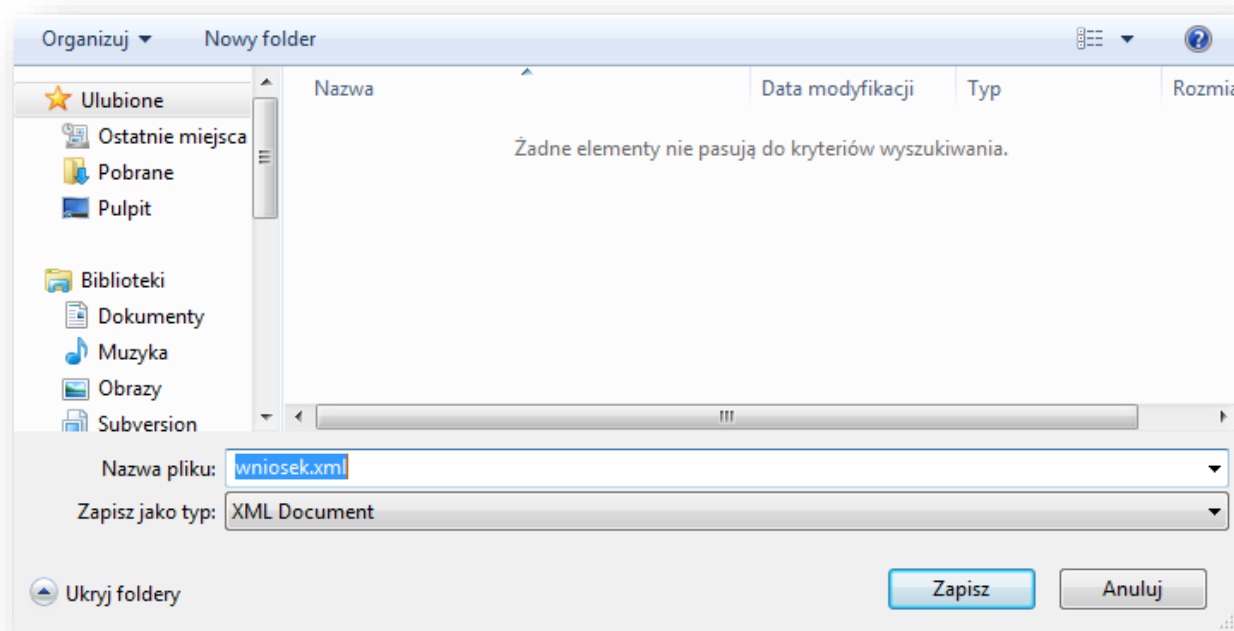 Organizuj Nowy folder
Nazwa Data modyfikacji Typ Rozmia
Ulubione
Ostatnie miejsca
Pobrane
Pulpit
Biblioteki
Dokumenty
Muzyka
Obrazy
Subversion
Żadne elementy nie pasują do kryteriów wyszukiwania.
Nazwa pliku: wniosek.xml
Zapisz jako typ: XML Document
Ukryj foldery Zapisz Anuluj